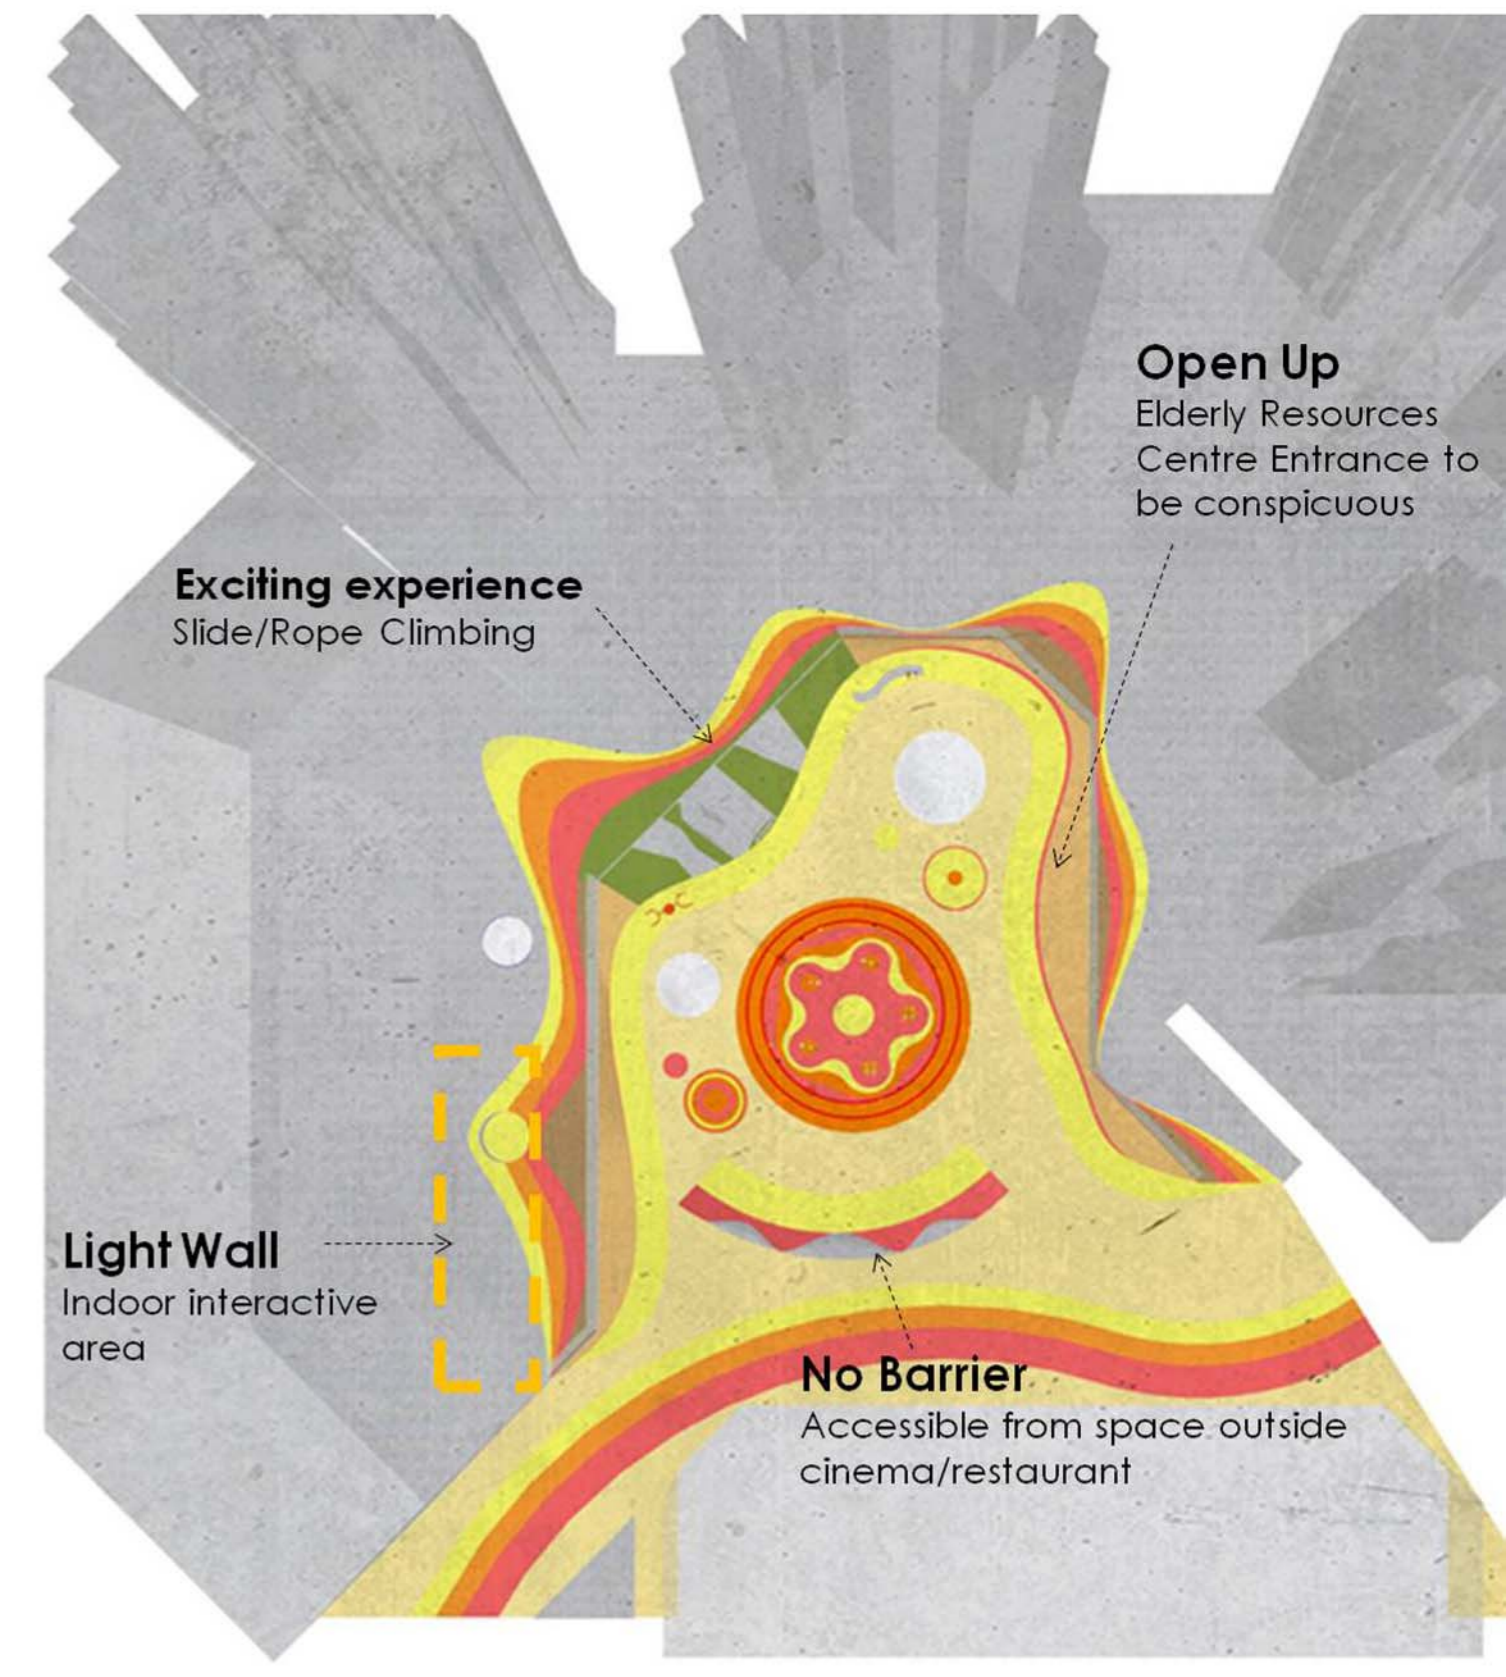 Open Up
Elderly Resources
Centre Entrance to
be conspicuous
Exciting experience
Slide/Rope Climbing
Light Wall
Indoor interactive
area
No Barrier
Accessible from space outside
cinema/restaurant